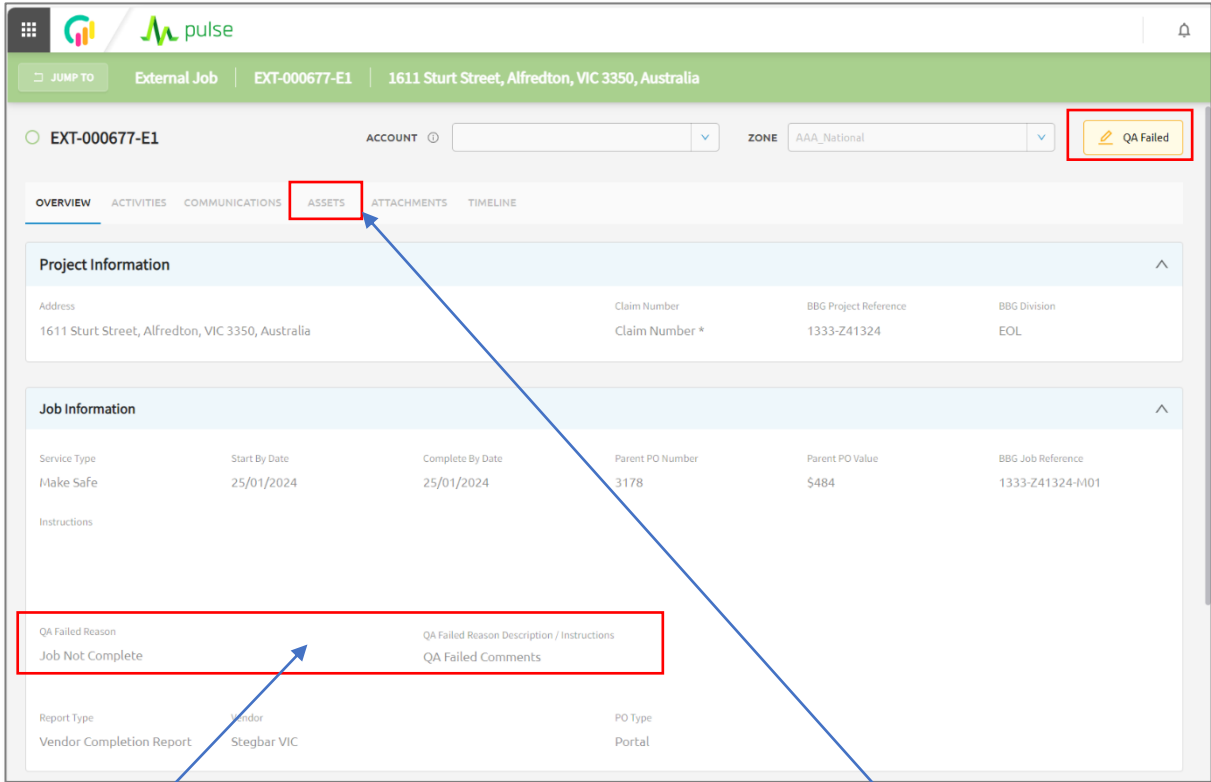 pulse
JUMP TO External Job EXT-000677-E1 1611 Sturt Street, Alfredton, VIC 3350, Australia
EXT-000677-E1 ACCOUNT ZONE AAA_National QA Failed
OVERVIEW ACTIVITIES COMMUNICATIONS ASSETS ATTACHMENTS TIMELINE
Project Information
Address Claim Number BBG Project Reference BBG Division
1611 Sturt Street, Alfredton, VIC 3350, Australia Claim Number * 1333-Z41324 EOL
Job Information
Service Type Start By Date Complete By Date Parent PO Number Parent PO Value BBG Job Reference
Make Safe 25/01/2024 25/01/2024 3178 $484 1333-Z41324-M01
Instructions
QA Failed Reason QA Failed Reason Description / Instructions
Job Not Complete QA Failed Comments
Report Type Vendor PO Type
Vendor Completion Report Stegbar VIC Portal